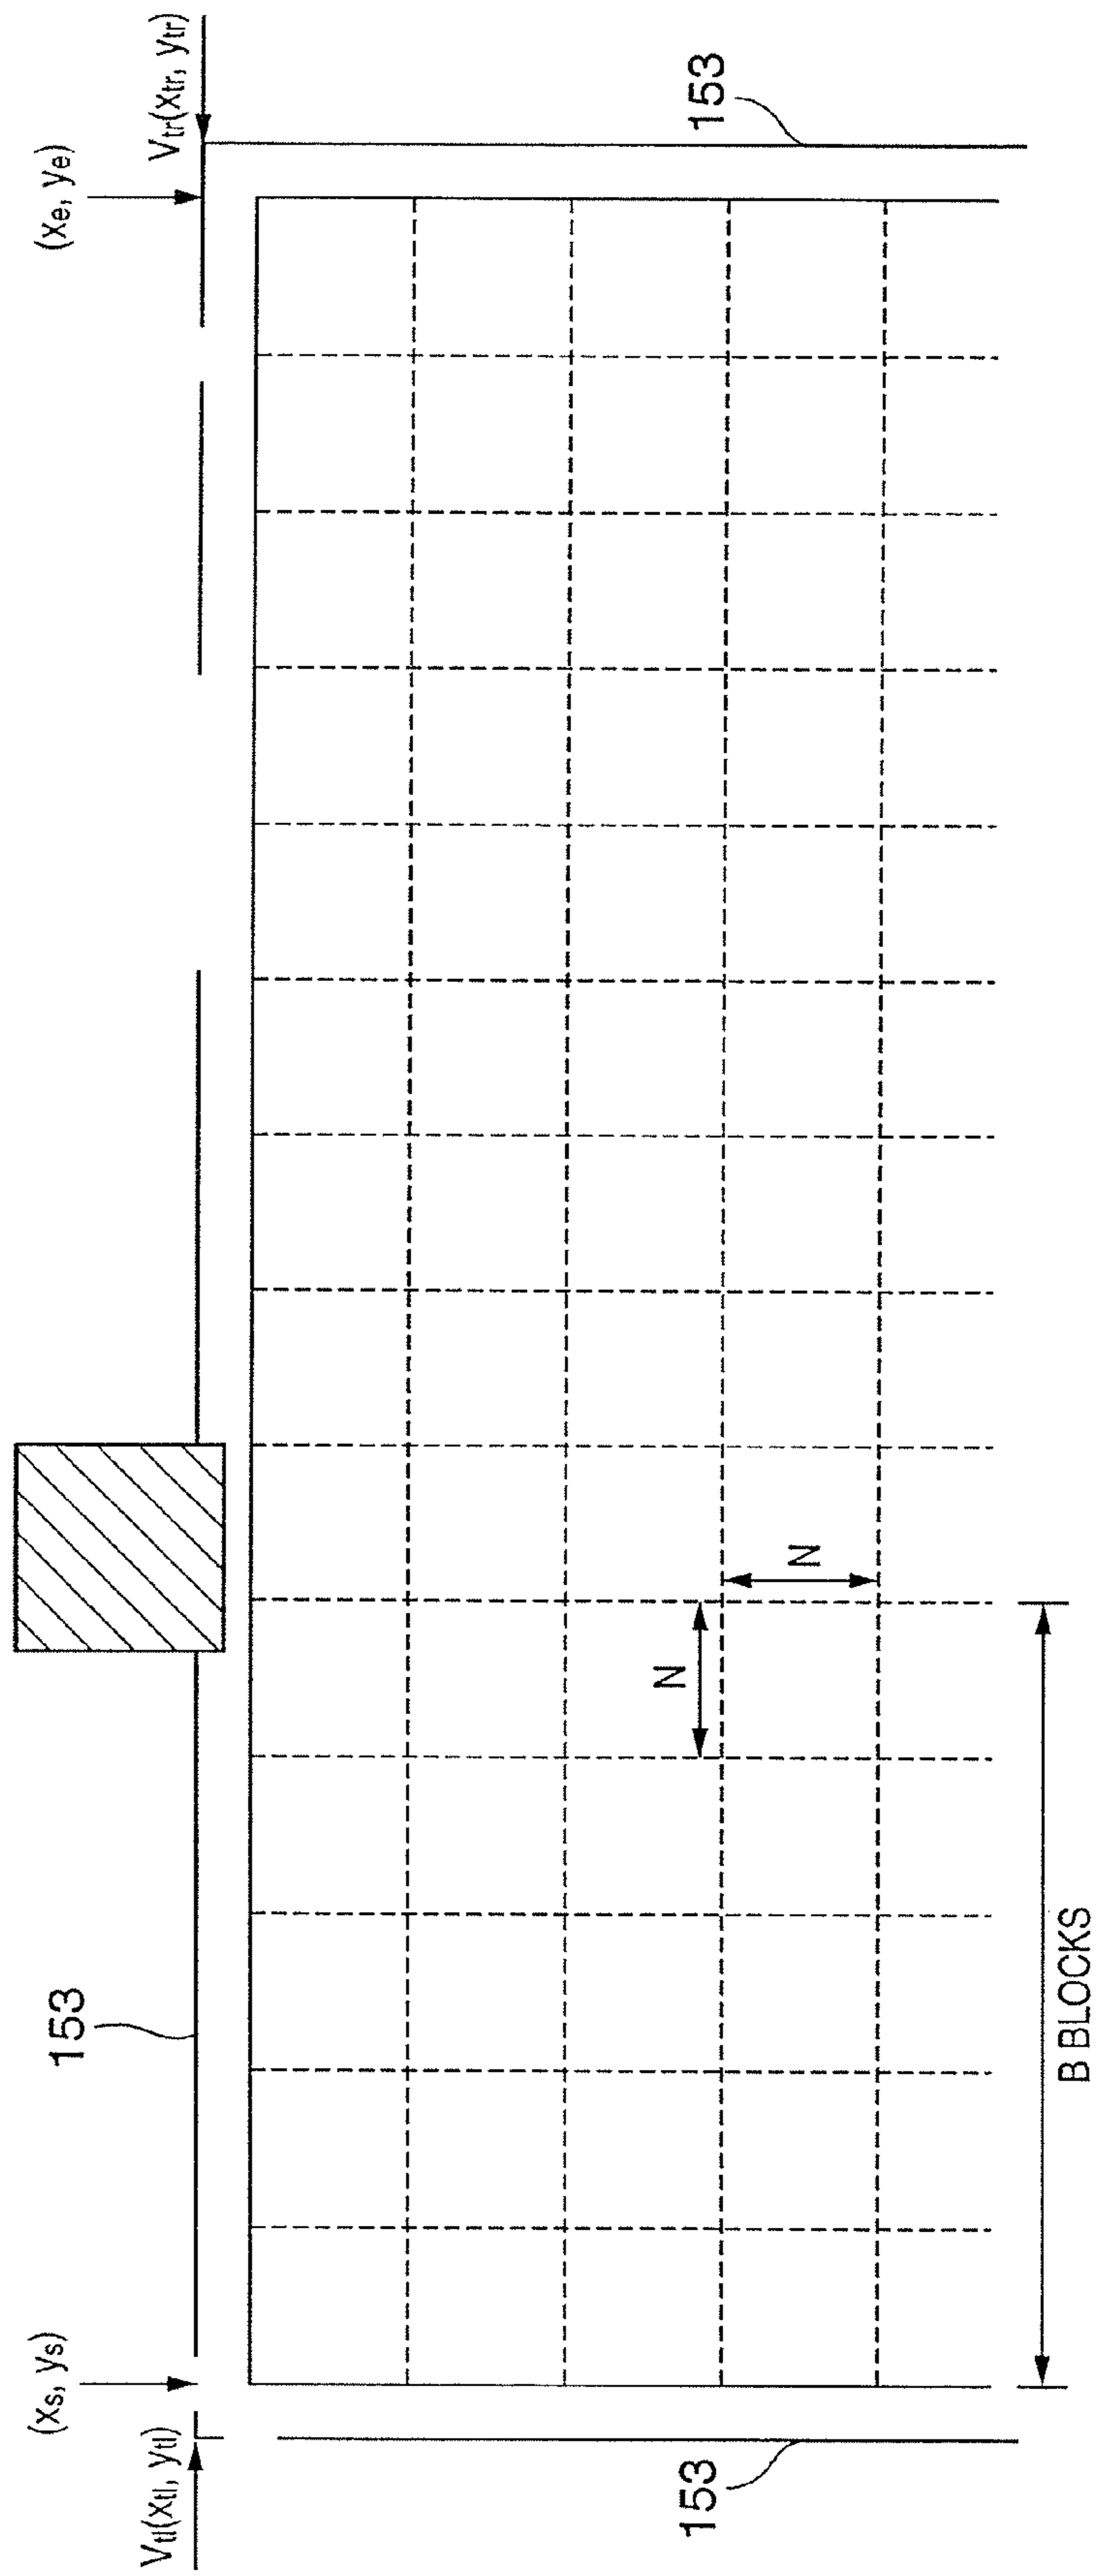 (xs, ys)
(xe, ye)
Vtl(xtl, ytl)
Vtr(xtr, ytr)
153
153
153
N
N
B BLOCKS